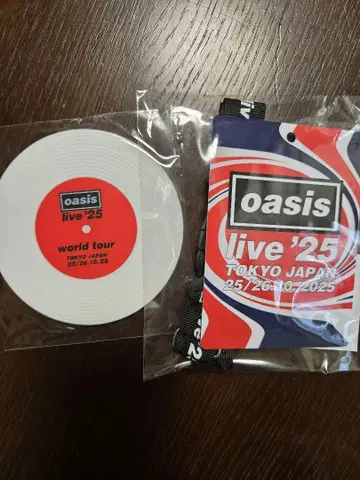 oasis
live '25
world tour
TOKYO JAPAN
25/26.10.25
oasis
live '25
TOKYO JAPAN
25/26.10.2025